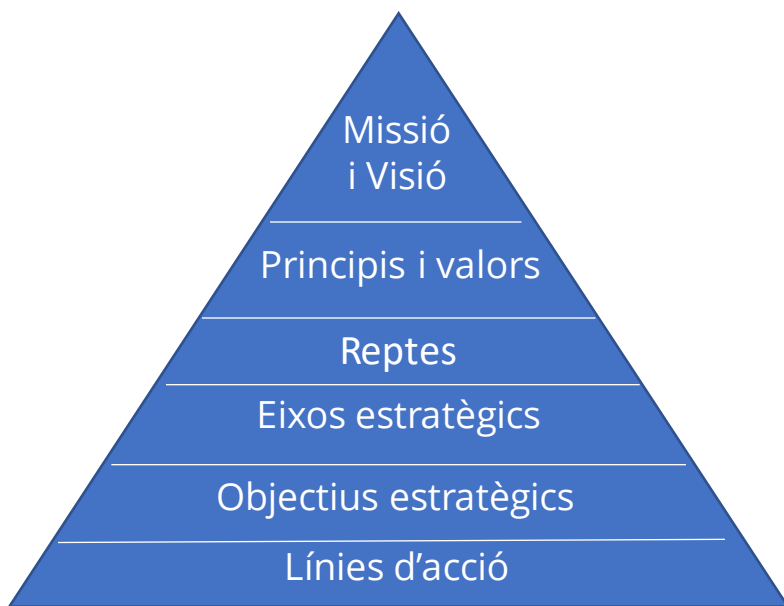 Missió
i Visió
Principis i valors
Reptes
Eixos estratègics
Objectius estratègics
Línies d’acció